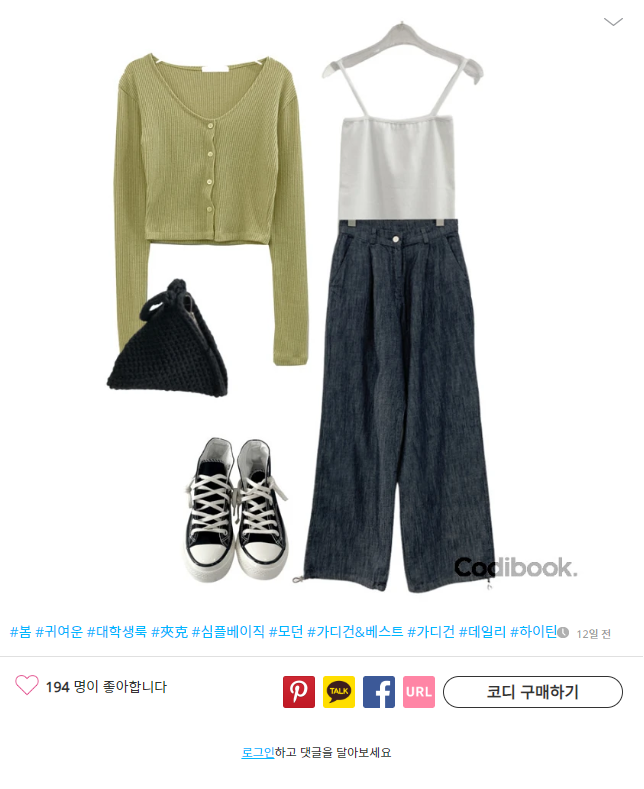 Codibook.
#봄 #귀여운 #대학생룩 #夾克 #심플베이직 #모던 #가디건&베스트 #가디건 #데일리 #하이틴 12일 전
194 명이 좋아합니다
TALK
URL
코디 구매하기
로그인하고 댓글을 달아보세요